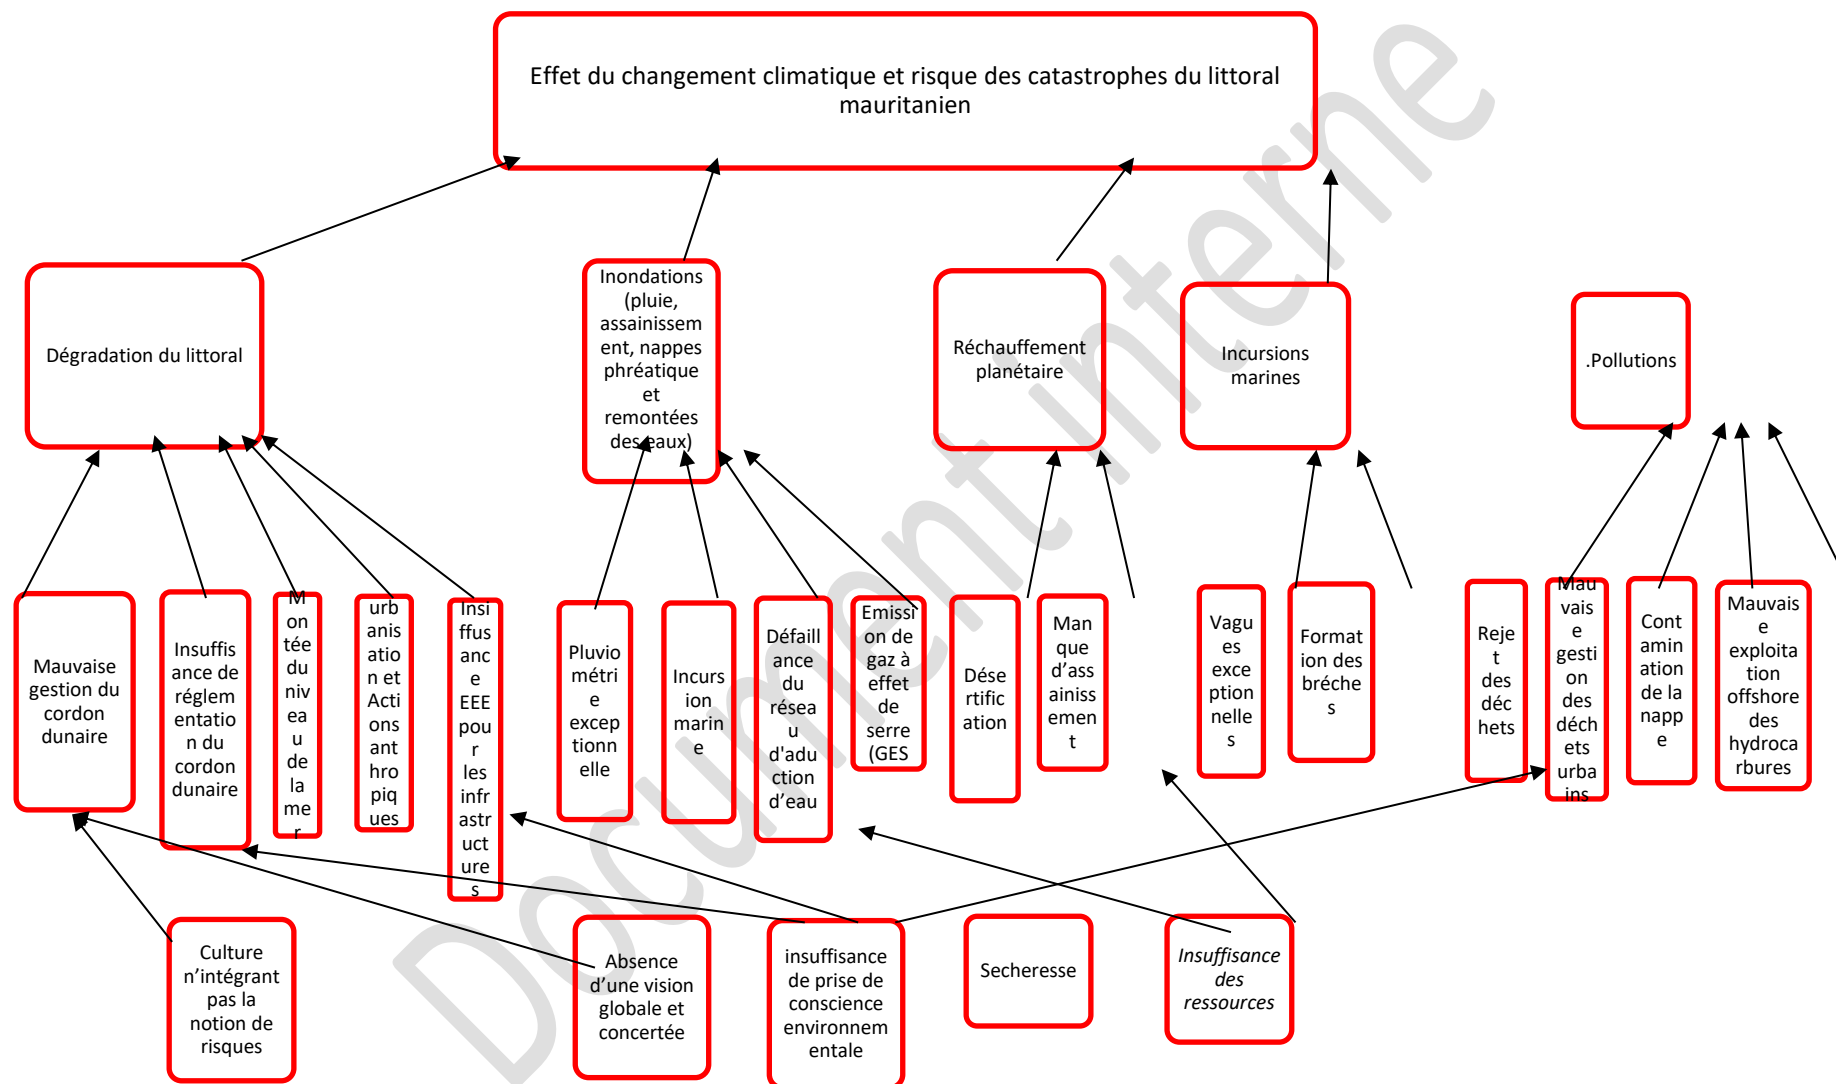 Effet du changement climatique et risque des catastrophes du littoral
mauritanien
Dégradation du littoral
Inondations
(pluie,
assainissem
ent, nappes
phréatique
et
remontées
des eaux)
Réchauffement
planétaire
Incursions
marines
.Pollutions
Mauvaise
gestion du
cordon
dunaire
Insuffis
ance de
réglem
entatio
n du
cordon
dunaire
M
on
tée
du
niv
ea
u
de
la
me
r
urb
anis
atio
n et
Acti
ons
ant
hro
piq
ues
Insi
ffus
anc
e
EEE
pou
r
les
infr
astr
uct
ure
s
Pluvio
métri
e
excep
tionn
elle
Incurs
ion
marin
e
Défaill
ance
du
résea
u
d'adu
ction
d’eau
Emissi
on de
gaz à
effet
de
serre
(GES
Dése
rtific
ation
Man
que
d’ass
ainiss
emen
t
Vagu
es
exce
ption
nelle
s
Format
ion des
bréche
s
Reje
t des
déc
hets
Mau
vais
e
gest
ion
des
déch
ets
urba
ins
Cont
amin
ation
de la
napp
e
Mauvais
e
exploita
tion
offshore
des
hydroca
rbures
Culture
n’intégrant
pas la
notion de
risques
Absence
d’une vision
globale et
concertée
insuffisance
de prise de
conscience
environnem
entale
Secheresse
Insuffisance
des
ressources
Document interne